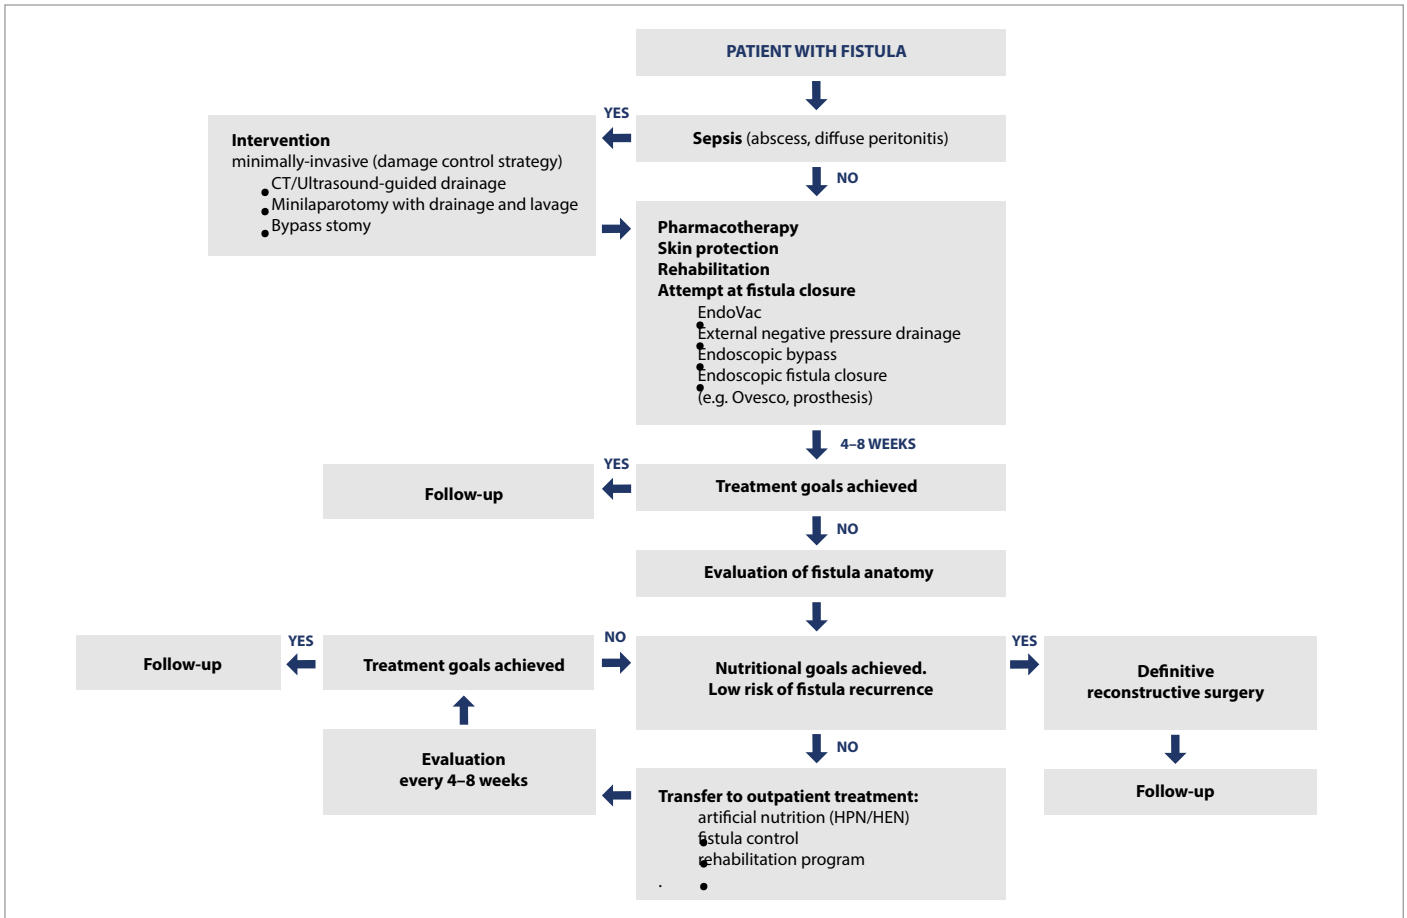 PATIENT WITH FISTULA
YES
Sepsis (abscess, diffuse peritonitis)
Intervention
minimally-invasive (damage control strategy)
• CT/Ultrasound-guided drainage
• Minilaparotomy with drainage and lavage
• Bypass stomy
NO
Pharmacotherapy
Skin protection
Rehabilitation
Attempt at fistula closure
• EndoVac
• External negative pressure drainage
• Endoscopic bypass
• Endoscopic fistula closure
(e.g. Ovesco, prosthesis)
4–8 WEEKS
YES
Follow-up
Treatment goals achieved
NO
Evaluation of fistula anatomy
Follow-up
YES
Treatment goals achieved
NO
Nutritional goals achieved.
Low risk of fistula recurrence
YES
Definitive
reconstructive surgery
Evaluation
every 4–8 weeks
NO
Transfer to outpatient treatment:
• artificial nutrition (HPN/HEN)
• fistula control
• rehabilitation program
.
Follow-up